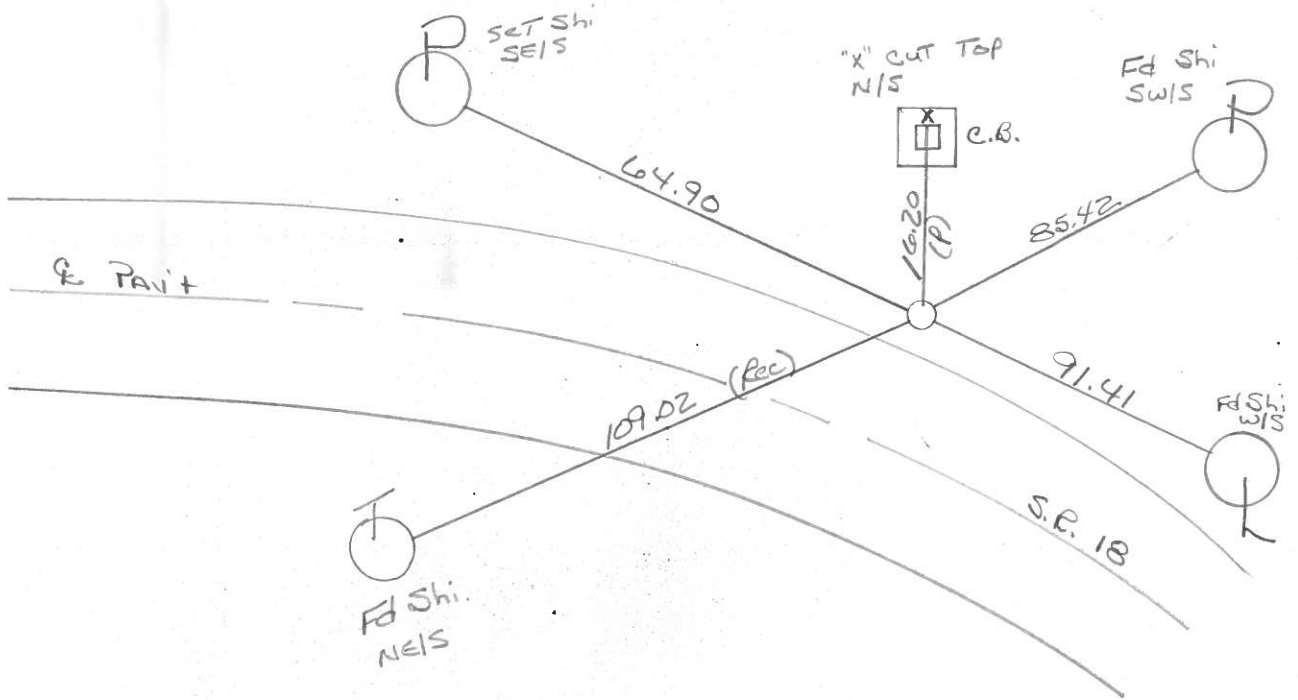 SET Shi
SE/S
"X" CUT TOP
N/S
Fd Shi
SW/S
C.B.
64.90
16.20
(P)
85.42
℄ PAV't
109.02 (Rec)
91.41
Fd Shi
W/S
S.R. 18
Fd Shi.
NE/S